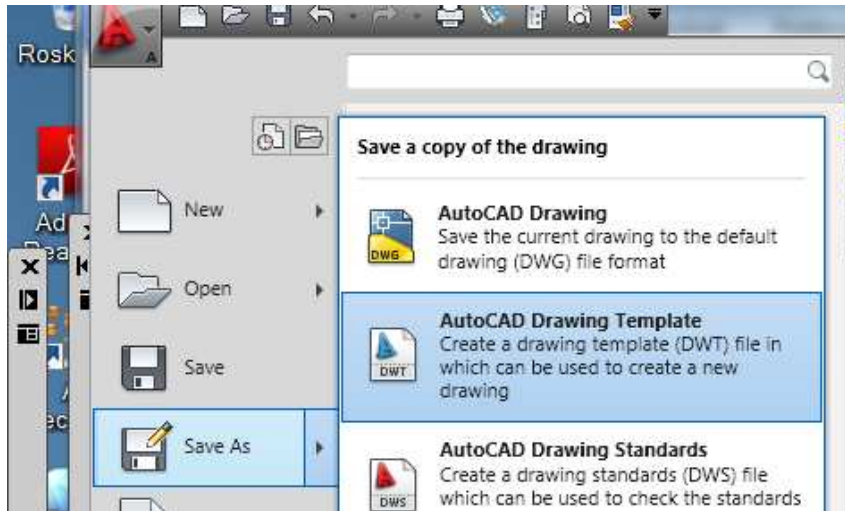 Rosk
A
Save a copy of the drawing
New
AutoCAD Drawing
Save the current drawing to the default
drawing (DWG) file format
DWG
Ad
Open
AutoCAD Drawing Template
Create a drawing template (DWT) file in
which can be used to create a new
drawing
DWT
Save
Save As
AutoCAD Drawing Standards
Create a drawing standards (DWS) file
which can be used to check the standards
DWS